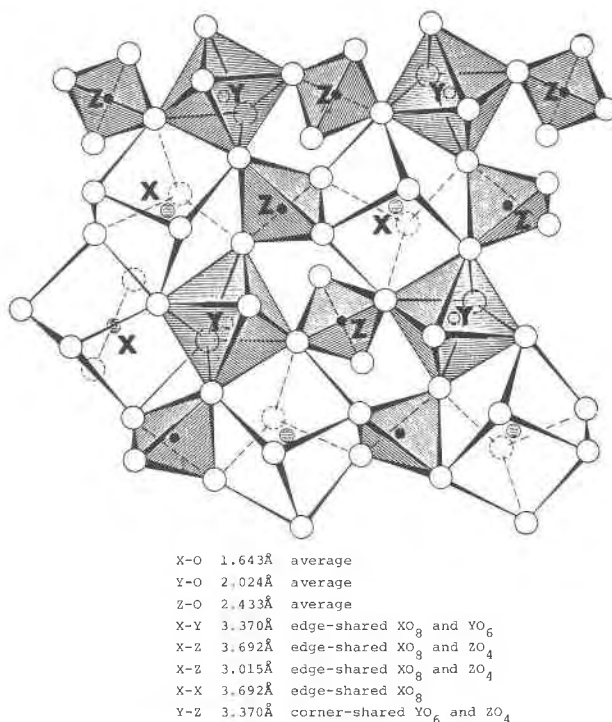 Z Y Z Y Z
X Z X Z
X Y Z Y
X-O 1.643Å average
Y-O 2.024Å average
Z-O 2.433Å average
X-Y 3.370Å edge-shared XO8 and YO6
X-Z 3.692Å edge-shared XO8 and ZO4
X-Z 3.015Å edge-shared XO8 and ZO4
X-X 3.692Å edge-shared XO8
Y-Z 3.370Å corner-shared YO6 and ZO4